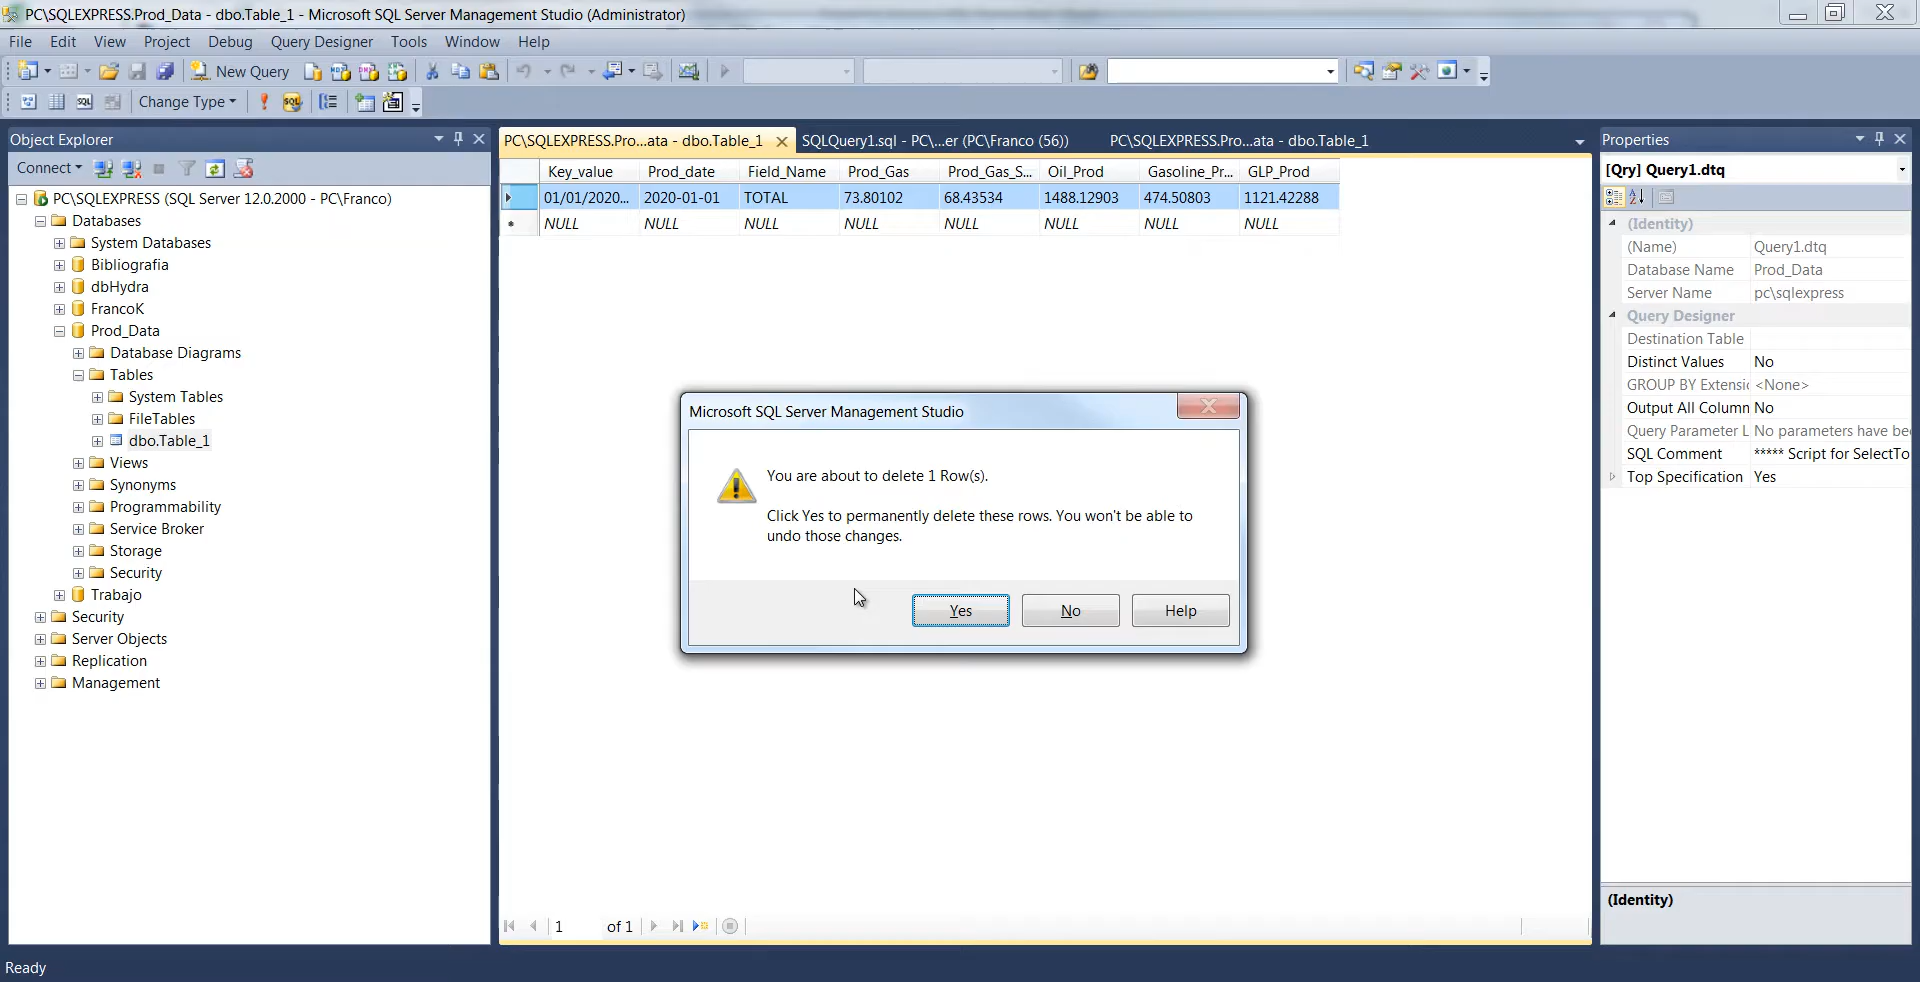 PC\SQLEXPRESS.Prod_Data - dbo.Table_1 - Microsoft SQL Server Management Studio (Administrator)
File Edit View Project Debug Query Designer Tools Window Help
New Query
Change Type
Object Explorer
Connect
PC\SQLEXPRESS (SQL Server 12.0.2000 - PC\Franco)
Databases
System Databases
Bibliografia
dbHydra
FrancoK
Prod_Data
Database Diagrams
Tables
System Tables
FileTables
dbo.Table_1
Views
Synonyms
Programmability
Service Broker
Storage
Security
Trabajo
Security
Server Objects
Replication
Management
PC\SQLEXPRESS.Pro...ata - dbo.Table_1 SQLQuery1.sql - PC\...er (PC\Franco (56)) PC\SQLEXPRESS.Pro...ata - dbo.Table_1
Key_value Prod_date Field_Name Prod_Gas Prod_Gas_S... Oil_Prod Gasoline_Pr... GLP_Prod
01/01/2020... 2020-01-01 TOTAL 73.80102 68.43534 1488.12903 474.50803 1121.42288
NULL NULL NULL NULL NULL NULL NULL NULL
Microsoft SQL Server Management Studio
You are about to delete 1 Row(s).
Click Yes to permanently delete these rows. You won't be able to
undo those changes.
Yes No Help
1 of 1
Properties
[Qry] Query1.dtq
(Identity)
(Name) Query1.dtq
Database Name Prod_Data
Server Name pc\sqlexpress
Query Designer
Destination Table
Distinct Values No
GROUP BY Extensi <None>
Output All Column No
Query Parameter L No parameters have bee
SQL Comment ***** Script for SelectTo
Top Specification Yes
(Identity)
Ready